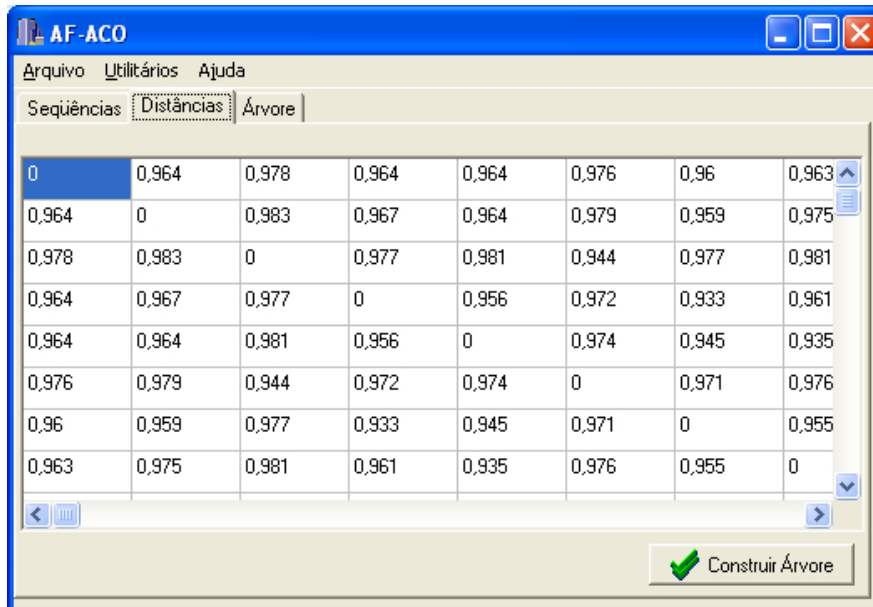 AF-ACO
Arquivo Utilitários Ajuda
Seqüências Distâncias Árvore
0 0,964 0,978 0,964 0,964 0,976 0,96 0,963
0,964 0 0,983 0,967 0,964 0,979 0,959 0,975
0,978 0,983 0 0,977 0,981 0,944 0,977 0,981
0,964 0,967 0,977 0 0,956 0,972 0,933 0,961
0,964 0,964 0,981 0,956 0 0,974 0,945 0,935
0,976 0,979 0,944 0,972 0,974 0 0,971 0,976
0,96 0,959 0,977 0,933 0,945 0,971 0 0,955
0,963 0,975 0,981 0,961 0,935 0,976 0,955 0
Construir Árvore